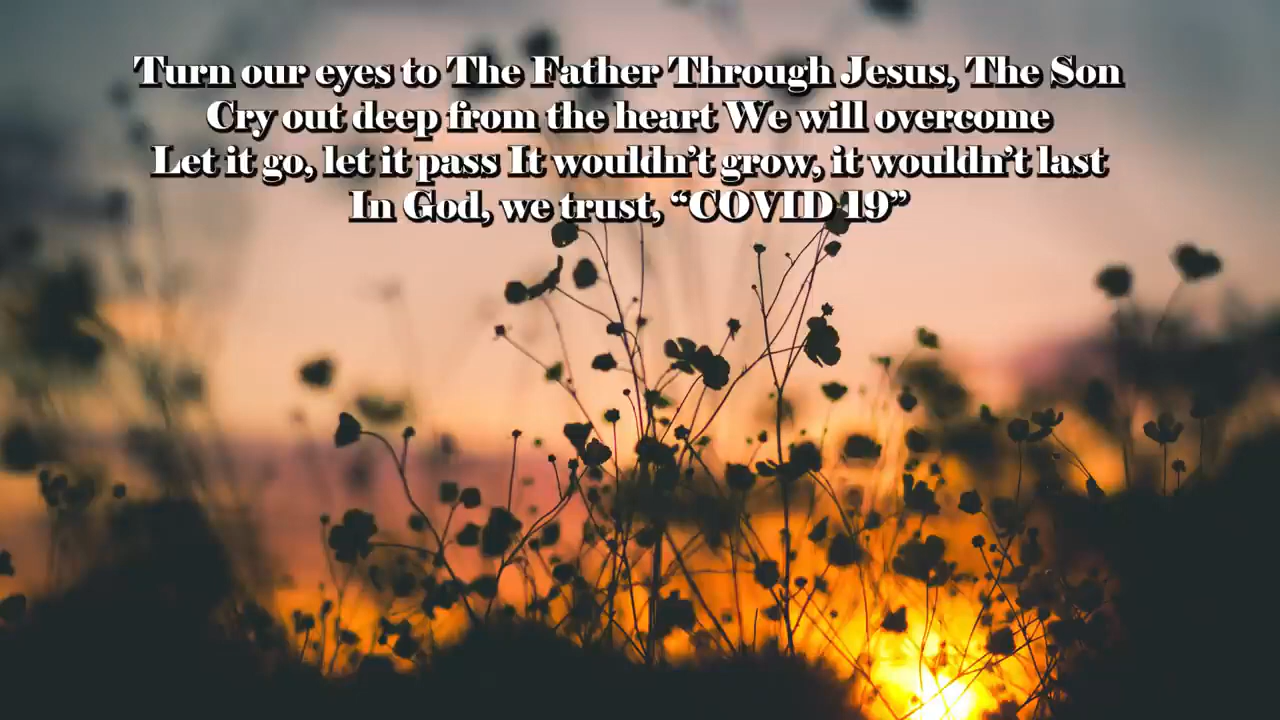 Turn our eyes to The Father Through Jesus, The Son
Cry out deep from the heart We will overcome
Let it go, let it pass It wouldn't grow, it wouldn't last
In God, we trust, “COVID 19”